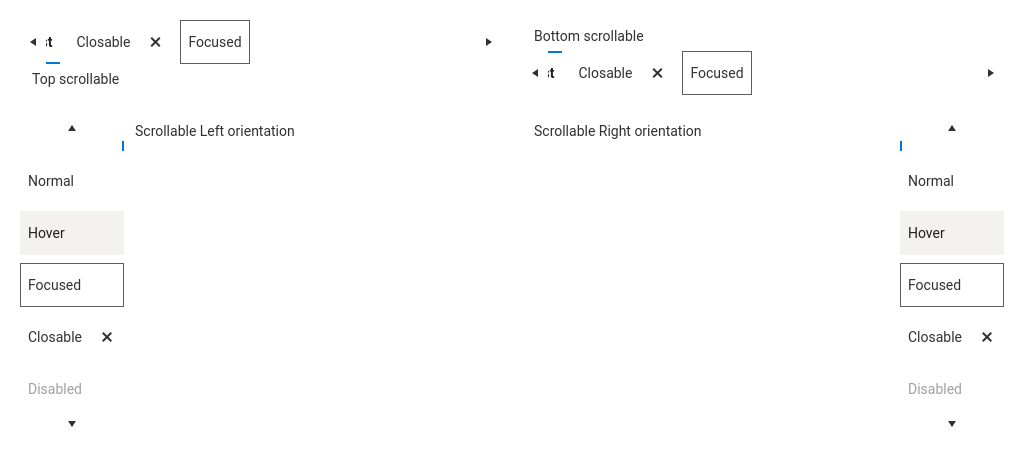 Closable Focused
Top scrollable
Bottom scrollable
Closable Focused
Scrollable Left orientation
Normal
Hover
Focused
Closable
Disabled
Scrollable Right orientation
Normal
Hover
Focused
Closable
Disabled